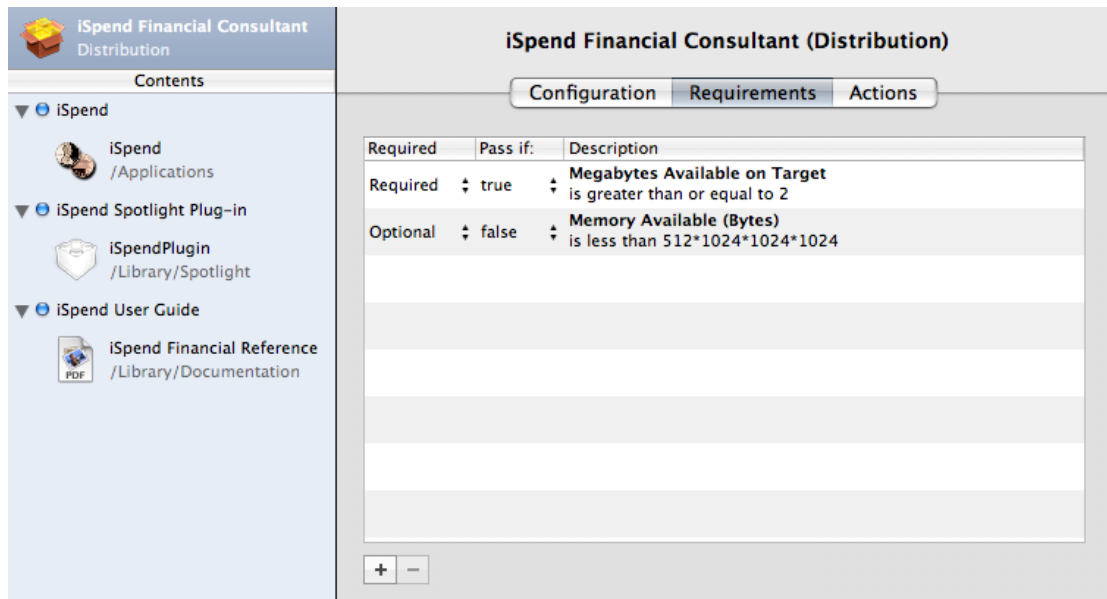 iSpend Financial Consultant
Distribution
Contents
iSpend
iSpend
/Applications
iSpend Spotlight Plug-in
iSpendPlugin
/Library/Spotlight
iSpend User Guide
iSpend Financial Reference
PDF
/Library/Documentation
iSpend Financial Consultant (Distribution)
Configuration Requirements Actions
Required Pass if: Description
Required true Megabytes Available on Target
is greater than or equal to 2
Optional false Memory Available (Bytes)
is less than 512*1024*1024*1024
+ −